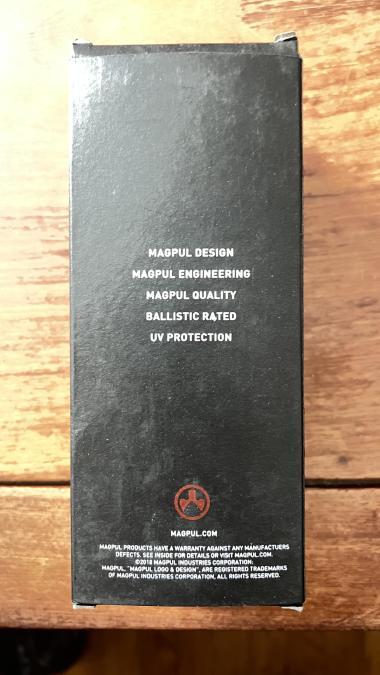 MAGPUL DESIGN
MAGPUL ENGINEERING
MAGPUL QUALITY
BALLISTIC RATED
UV PROTECTION
MAGPUL.COM
MAGPUL PRODUCTS HAVE A WARRANTY AGAINST ANY MANUFACTUERS
DEFECTS. SEE INSIDE FOR DETAILS OR VISIT MAGPUL.COM.
©2018 MAGPUL INDUSTRIES CORPORATION.
MAGPUL, "MAGPUL LOGO & DESIGN", ARE REGISTERED TRADEMARKS
OF MAGPUL INDUSTRIES CORPORATION, ALL RIGHTS RESERVED.